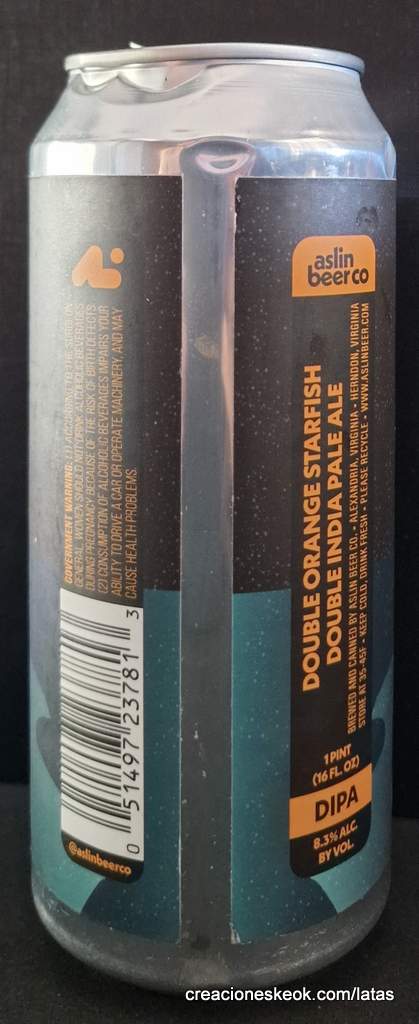 GOVERNMENT WARNING: (1) ACCORDING TO THE SURGEON
GENERAL, WOMEN SHOULD NOT DRINK ALCOHOLIC BEVERAGES
DURING PREGNANCY BECAUSE OF THE RISK OF BIRTH DEFECTS.
(2) CONSUMPTION OF ALCOHOLIC BEVERAGES IMPAIRS YOUR
ABILITY TO DRIVE A CAR OR OPERATE MACHINERY, AND MAY
CAUSE HEALTH PROBLEMS.
0 51497 23781 3
@aslinbeerco
aslin
beer co
DOUBLE ORANGE STARFISH
DOUBLE INDIA PALE ALE
BREWED AND CANNED BY ASLIN BEER CO. • ALEXANDRIA, VIRGINIA • HERNDON, VIRGINIA
STORE AT 35-45F • KEEP COLD, DRINK FRESH • PLEASE RECYCLE • WWW.ASLINBEER.COM
1 PINT
(16 FL. OZ)
DIPA
8.3% ALC.
BY VOL.
creacioneskeok.com/latas